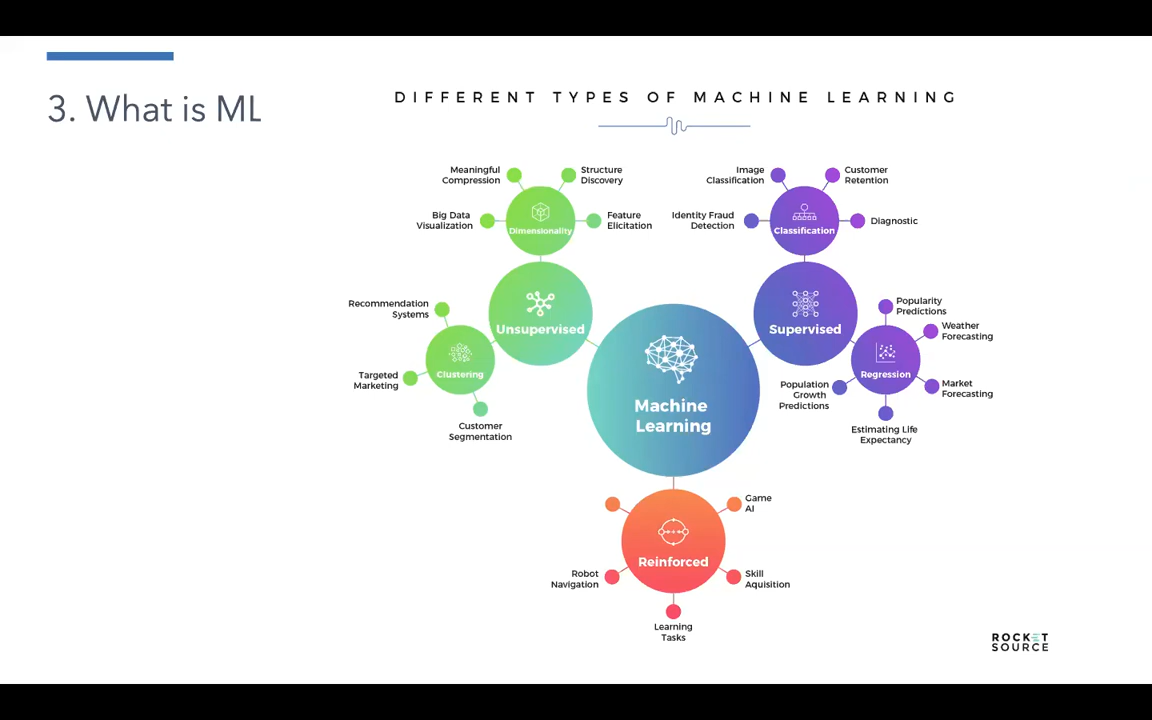 3. What is ML
DIFFERENT TYPES OF MACHINE LEARNING
Meaningful
Compression
Structure
Discovery
Big Data
Visualization
Feature
Elicitation
Dimensionality
Unsupervised
Recommendation
Systems
Targeted
Marketing
Clustering
Customer
Segmentation
Image
Classification
Customer
Retention
Identity Fraud
Detection
Diagnostic
Classification
Supervised
Popularity
Predictions
Weather
Forecasting
Regression
Market
Forecasting
Population
Growth
Predictions
Estimating Life
Expectancy
Machine
Learning
Game
AI
Reinforced
Robot
Navigation
Skill
Aquisition
Learning
Tasks
ROCKET
SOURCE